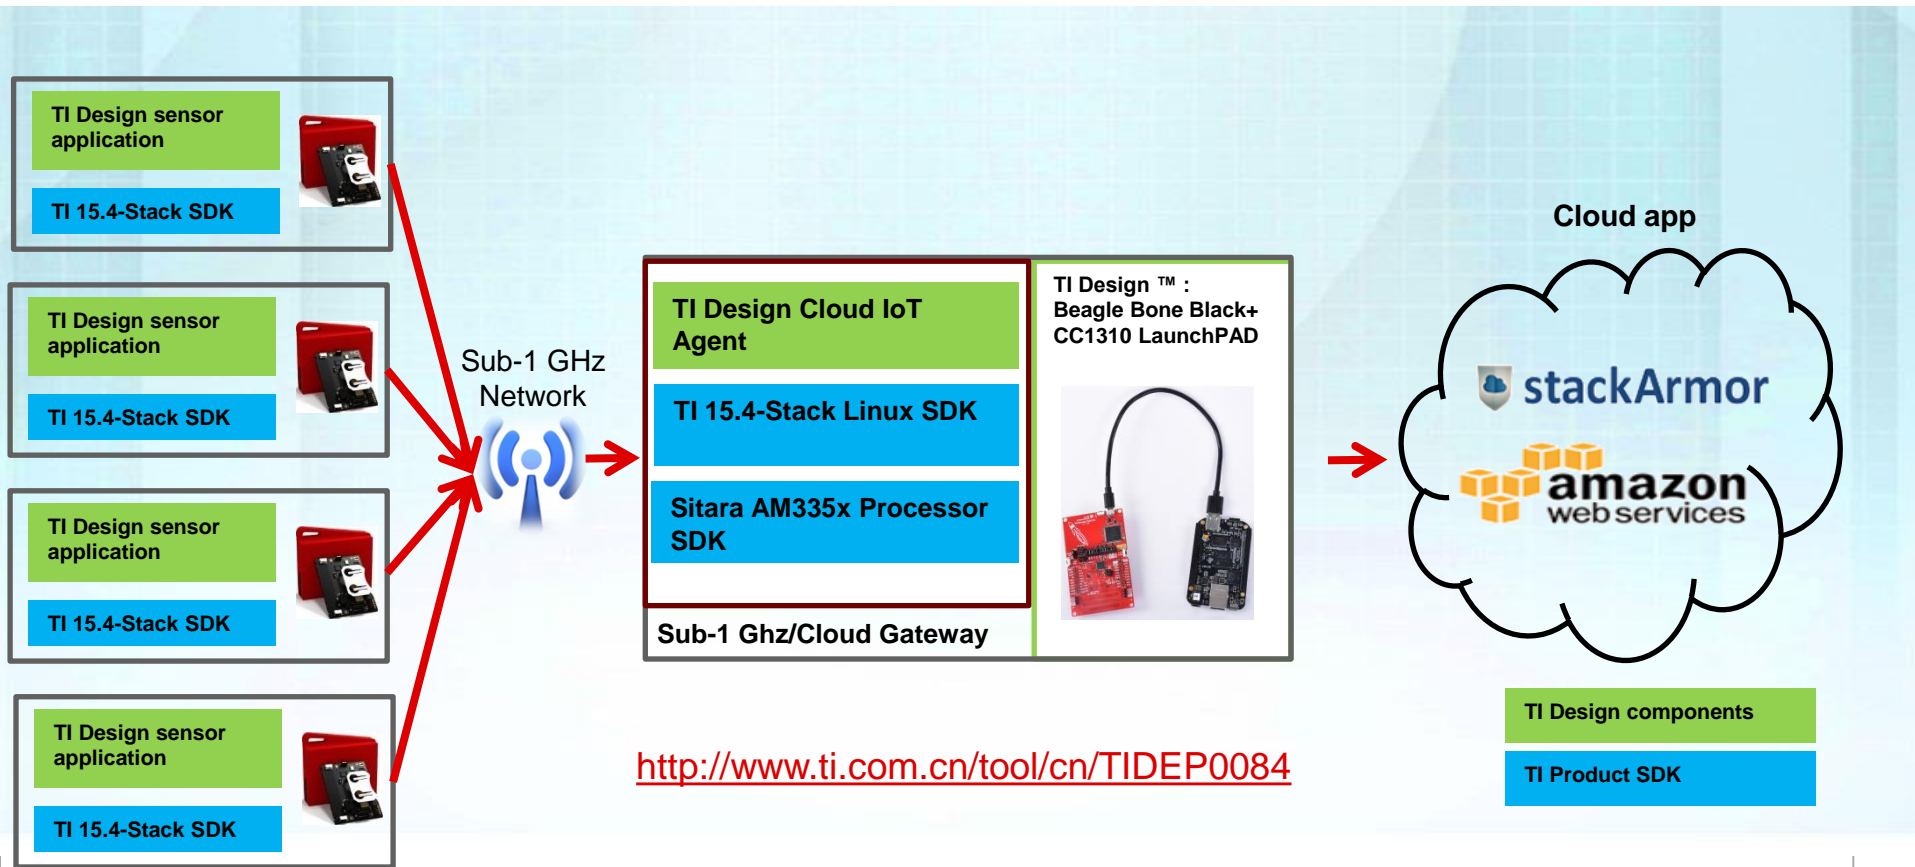 TI Design sensor
application
TI 15.4-Stack SDK
TI Design sensor
application
TI 15.4-Stack SDK
TI Design sensor
application
TI 15.4-Stack SDK
TI Design sensor
application
TI 15.4-Stack SDK
Sub-1 GHz
Network
TI Design Cloud IoT
Agent
TI 15.4-Stack Linux SDK
Sitara AM335x Processor
SDK
Sub-1 Ghz/Cloud Gateway
TI Design ™ :
Beagle Bone Black+
CC1310 LaunchPAD
http://www.ti.com.cn/tool/cn/TIDEP0084
Cloud app
stackArmor
amazon
web services
TI Design components
TI Product SDK